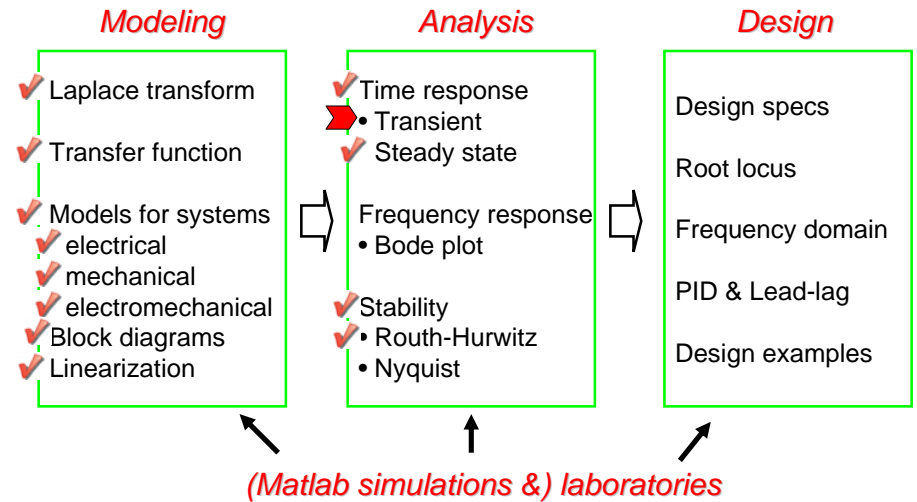 Modeling
Analysis
Design
Laplace transform
Transfer function
Models for systems
electrical
mechanical
electromechanical
Block diagrams
Linearization
Time response
• Transient
Steady state
Frequency response
• Bode plot
Stability
• Routh-Hurwitz
• Nyquist
Design specs
Root locus
Frequency domain
PID & Lead-lag
Design examples
(Matlab simulations &) laboratories